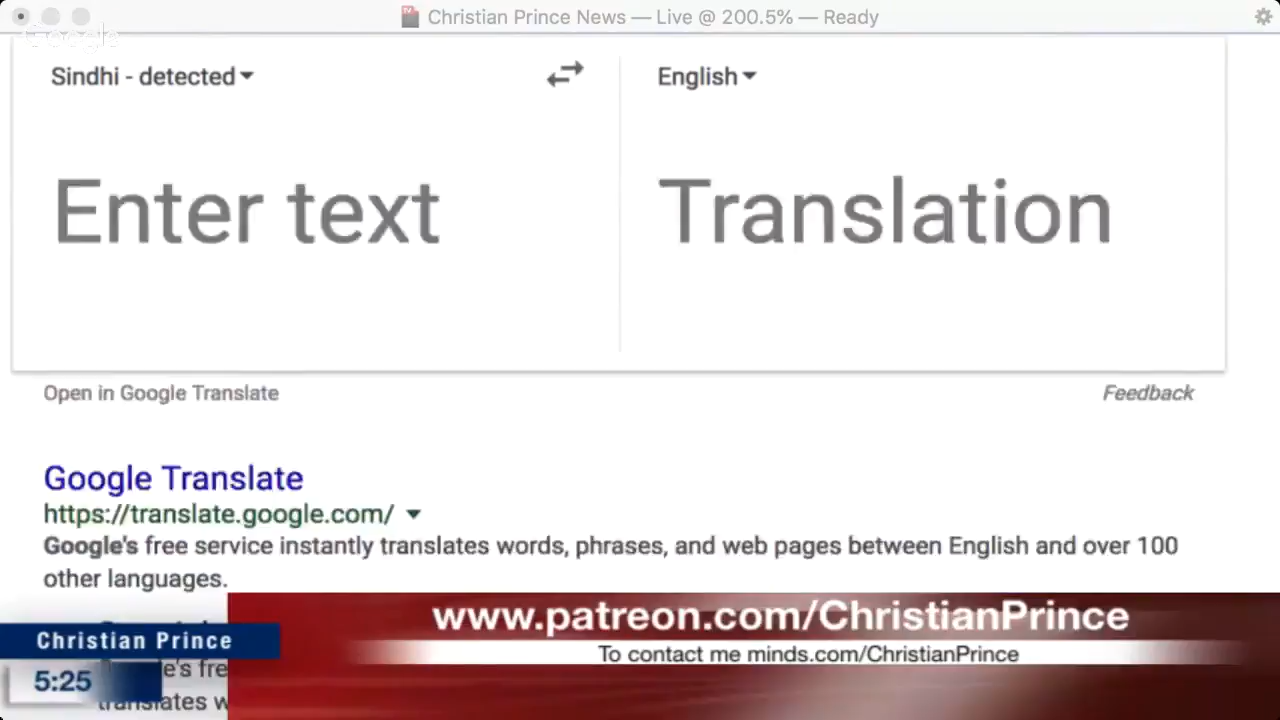 Christian Prince News — Live @ 200.5% — Ready
Google
Sindhi - detected
English
Enter text
Translation
Open in Google Translate
Feedback
Google Translate
https://translate.google.com/
Google's free service instantly translates words, phrases, and web pages between English and over 100
other languages.
www.patreon.com/ChristianPrince
Christian Prince
To contact me minds.com/ChristianPrince
5:25
translates w